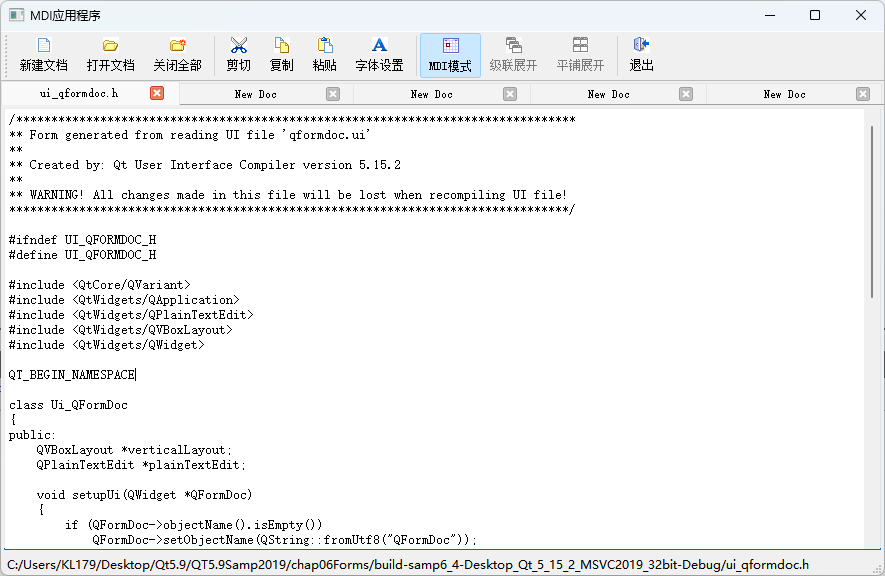 MDI应用程序
新建文档 打开文档 关闭全部 剪切 复制 粘贴 字体设置 MDI模式 级联展开 平铺展开 退出
ui_qformdoc.h New Doc New Doc New Doc New Doc
/********************************************************************************
** Form generated from reading UI file 'qformdoc.ui'
**
** Created by: Qt User Interface Compiler version 5.15.2
**
** WARNING! All changes made in this file will be lost when recompiling UI file!
********************************************************************************/
#ifndef UI_QFORMDOC_H
#define UI_QFORMDOC_H
#include <QtCore/QVariant>
#include <QtWidgets/QApplication>
#include <QtWidgets/QPlainTextEdit>
#include <QtWidgets/QVBoxLayout>
#include <QtWidgets/QWidget>
QT_BEGIN_NAMESPACE
class Ui_QFormDoc
{
public:
    QVBoxLayout *verticalLayout;
    QPlainTextEdit *plainTextEdit;
    void setupUi(QWidget *QFormDoc)
    {
        if (QFormDoc->objectName().isEmpty())
            QFormDoc->setObjectName(QString::fromUtf8("QFormDoc"));
C:/Users/KL179/Desktop/Qt5.9/QT5.9Samp2019/chap06Forms/build-samp6_4-Desktop_Qt_5_15_2_MSVC2019_32bit-Debug/ui_qformdoc.h